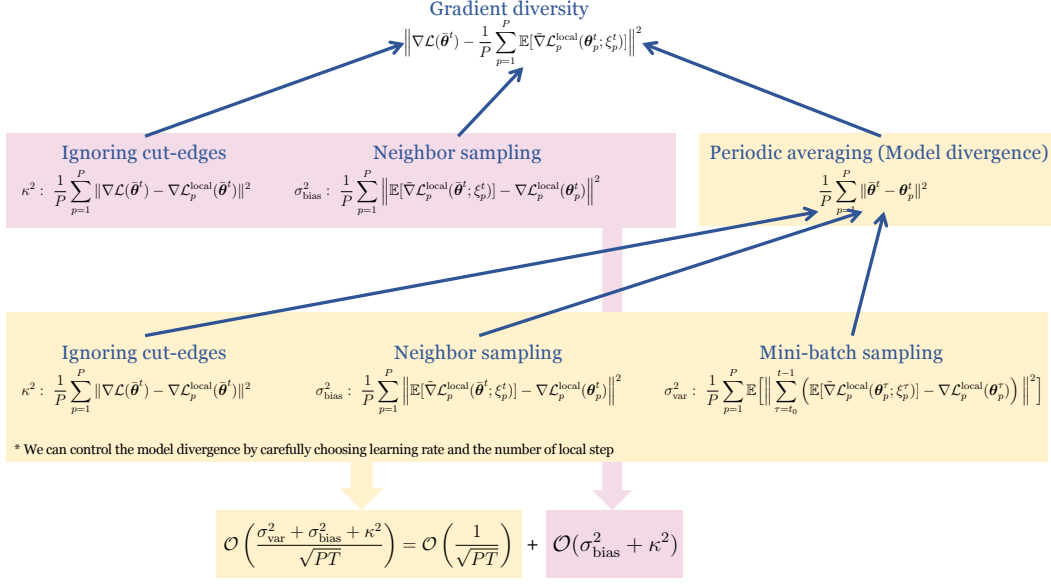 Gradient diversity
$\left\| \nabla \mathcal{L}(\bar{\boldsymbol{\theta}}^t) - \frac{1}{P} \sum_{p=1}^{P} \mathbb{E}[\tilde{\nabla} \mathcal{L}_p^{\text{local}}(\boldsymbol{\theta}_p^t; \xi_p^t)] \right\|^2$
Ignoring cut-edges
$\kappa^2: \frac{1}{P} \sum_{p=1}^{P} \| \nabla \mathcal{L}(\bar{\boldsymbol{\theta}}^t) - \nabla \mathcal{L}_p^{\text{local}}(\bar{\boldsymbol{\theta}}^t) \|^2$
Neighbor sampling
$\sigma_{\text{bias}}^2: \frac{1}{P} \sum_{p=1}^{P} \left\| \mathbb{E}[\tilde{\nabla} \mathcal{L}_p^{\text{local}}(\bar{\boldsymbol{\theta}}^t; \xi_p^t)] - \nabla \mathcal{L}_p^{\text{local}}(\boldsymbol{\theta}_p^t) \right\|^2$
Periodic averaging (Model divergence)
$\frac{1}{P} \sum_{p=1}^{P} \| \bar{\boldsymbol{\theta}}^t - \boldsymbol{\theta}_p^t \|^2$
Ignoring cut-edges
$\kappa^2: \frac{1}{P} \sum_{p=1}^{P} \| \nabla \mathcal{L}(\bar{\boldsymbol{\theta}}^t) - \nabla \mathcal{L}_p^{\text{local}}(\bar{\boldsymbol{\theta}}^t) \|^2$
Neighbor sampling
$\sigma_{\text{bias}}^2: \frac{1}{P} \sum_{p=1}^{P} \left\| \mathbb{E}[\tilde{\nabla} \mathcal{L}_p^{\text{local}}(\bar{\boldsymbol{\theta}}^t; \xi_p^t)] - \nabla \mathcal{L}_p^{\text{local}}(\boldsymbol{\theta}_p^t) \right\|^2$
Mini-batch sampling
$\sigma_{\text{var}}^2: \frac{1}{P} \sum_{p=1}^{P} \mathbb{E} \Big[ \Big\| \sum_{\tau=t_0}^{t-1} \Big( \mathbb{E}[\tilde{\nabla} \mathcal{L}_p^{\text{local}}(\boldsymbol{\theta}_p^\tau; \xi_p^\tau)] - \nabla \mathcal{L}_p^{\text{local}}(\boldsymbol{\theta}_p^\tau) \Big) \Big\|^2 \Big]$
* We can control the model divergence by carefully choosing learning rate and the number of local step
$\mathcal{O}\left( \frac{\sigma_{\text{var}}^2 + \sigma_{\text{bias}}^2 + \kappa^2}{\sqrt{PT}} \right) = \mathcal{O}\left( \frac{1}{\sqrt{PT}} \right) + \mathcal{O}(\sigma_{\text{bias}}^2 + \kappa^2)$